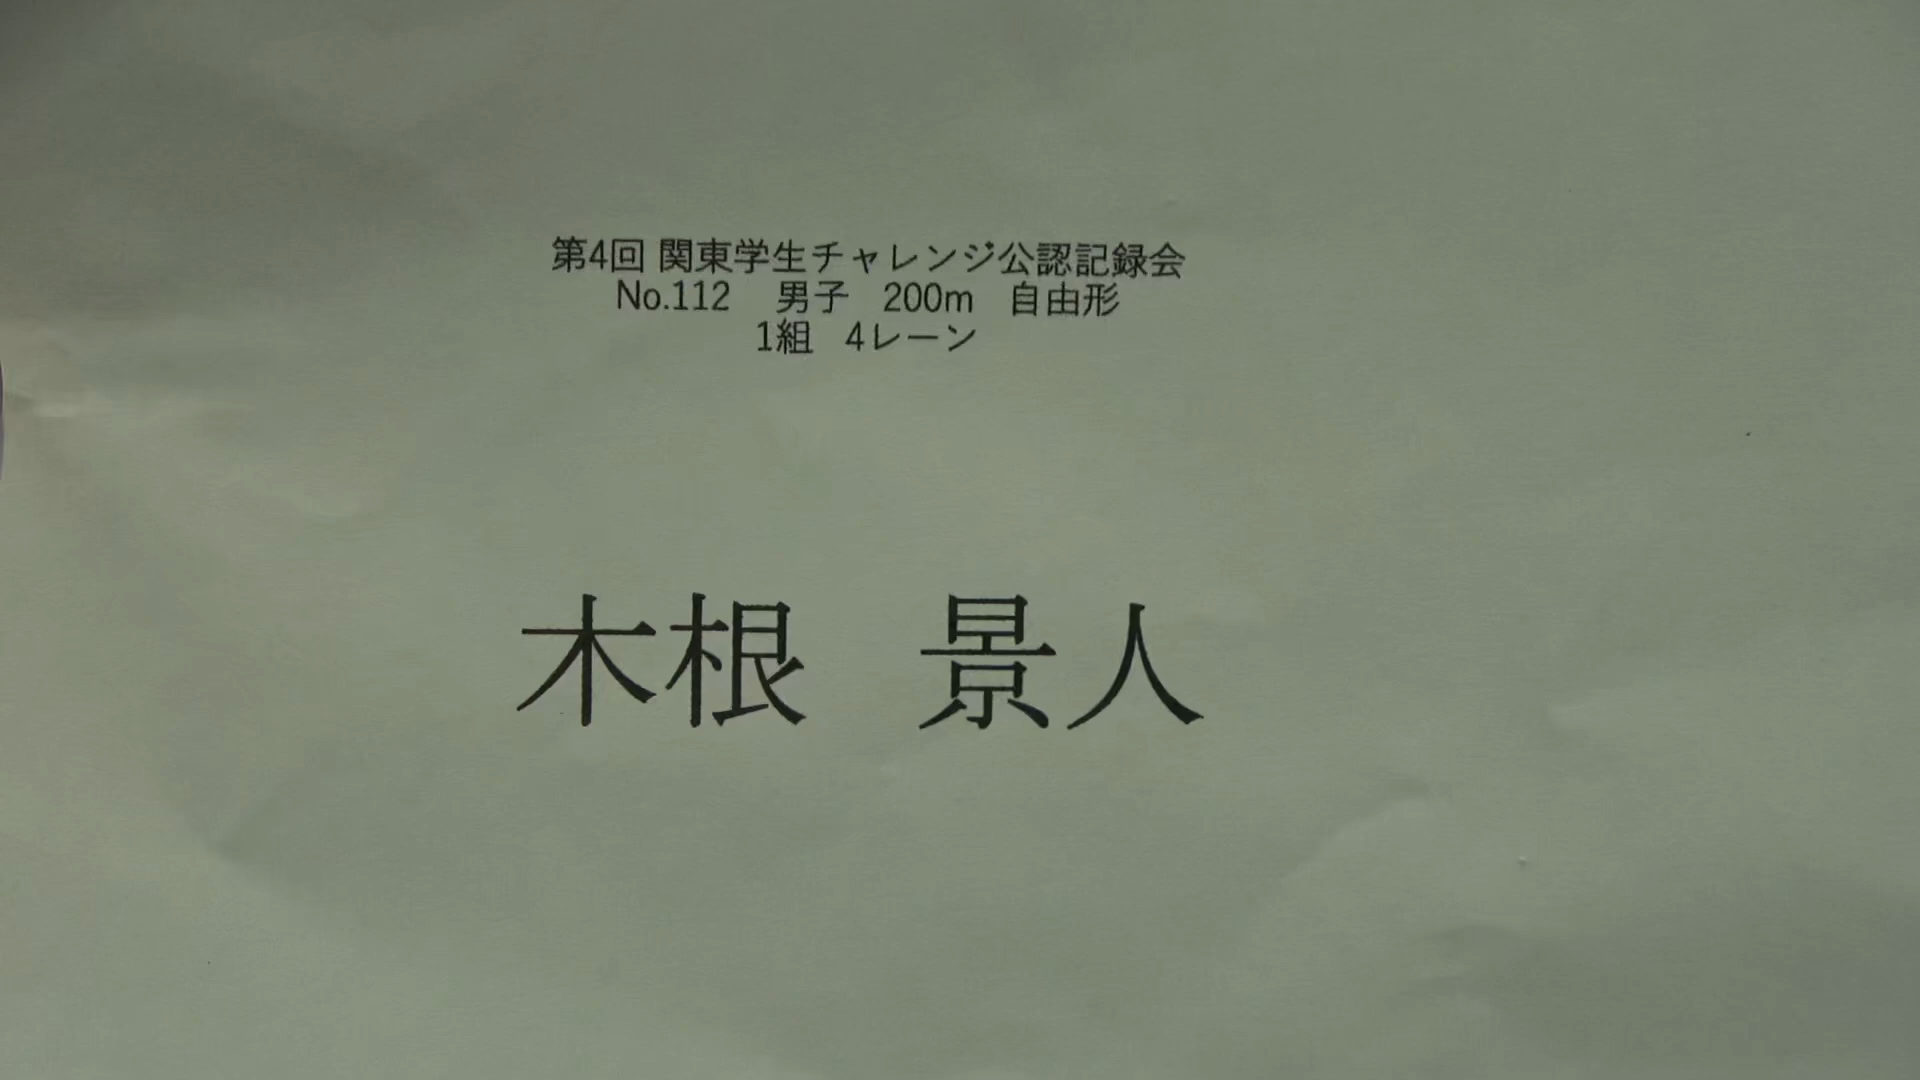 第4回 関東学生チャレンジ公認記録会
No.112　男子　200m　自由形
1組　4レーン
木根　景人